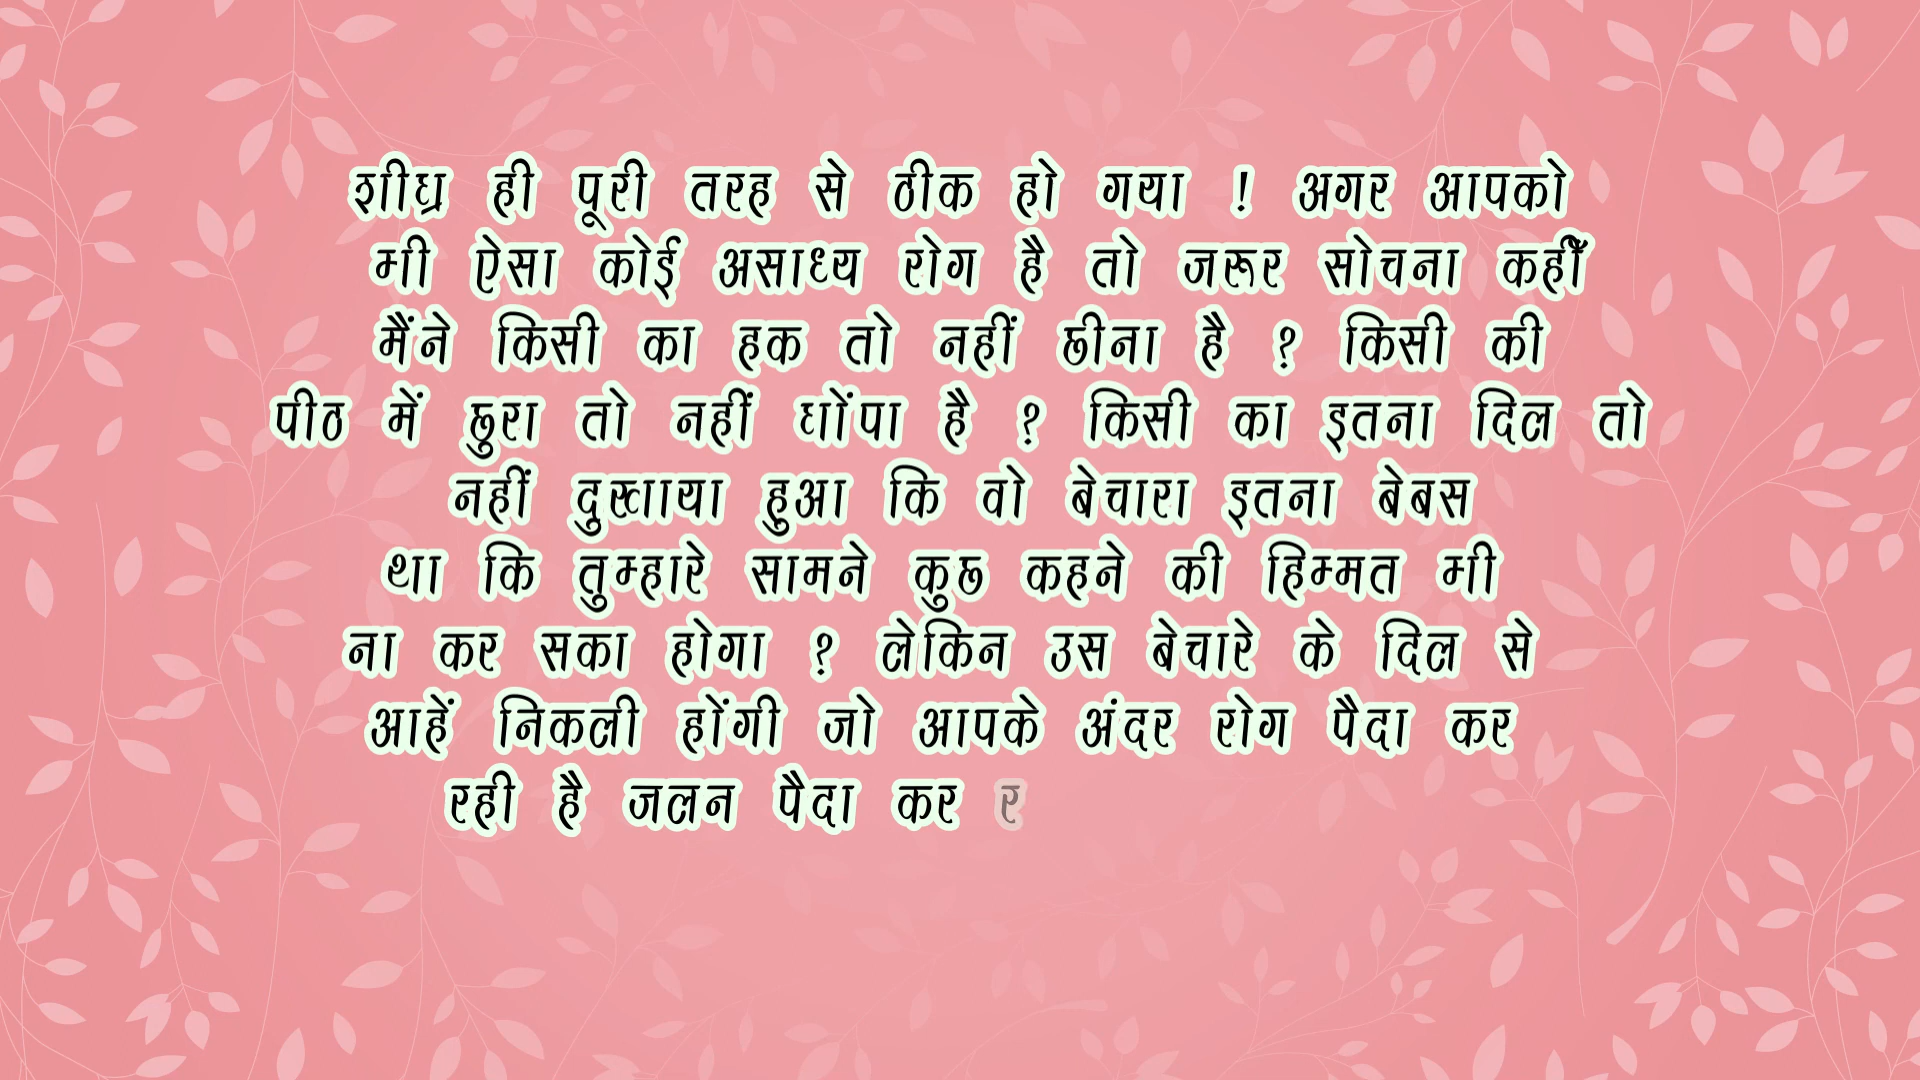 शीघ्र ही पूरी तरह से ठीक हो गया ! अगर आपको
भी ऐसा कोई असाध्य रोग है तो जरूर सोचना कहीँ
मैंने किसी का हक तो नहीं छीना है ? किसी की
पीठ में छुरा तो नहीं घोंपा है ? किसी का इतना दिल तो
नहीं दुखाया हुआ कि वो बेचारा इतना बेबस
था कि तुम्हारे सामने कुछ कहने की हिम्मत भी
ना कर सका होगा ? लेकिन उस बेचारे के दिल से
आहें निकली होंगी जो आपके अंदर रोग पैदा कर
रही है जलन पैदा कर र